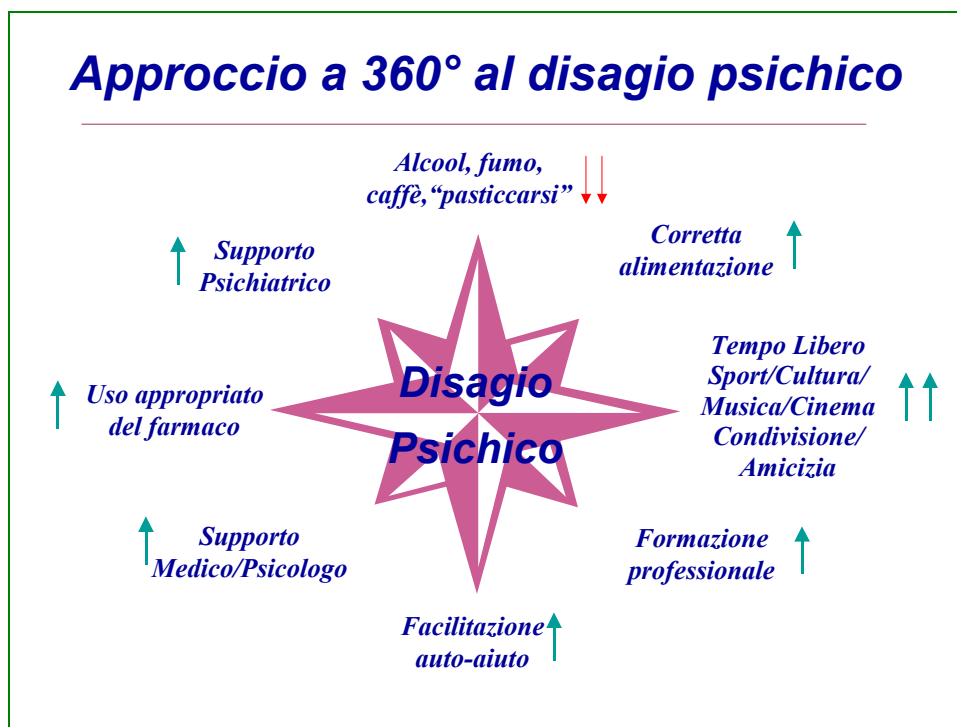 Approccio a 360° al disagio psichico
Alcool, fumo,
caffè,“pasticcarsi”
Supporto
Psichiatrico
Corretta
alimentazione
Uso appropriato
del farmaco
Disagio
Psichico
Tempo Libero
Sport/Cultura/
Musica/Cinema
Condivisione/
Amicizia
Supporto
Medico/Psicologo
Formazione
professionale
Facilitazione
auto-aiuto